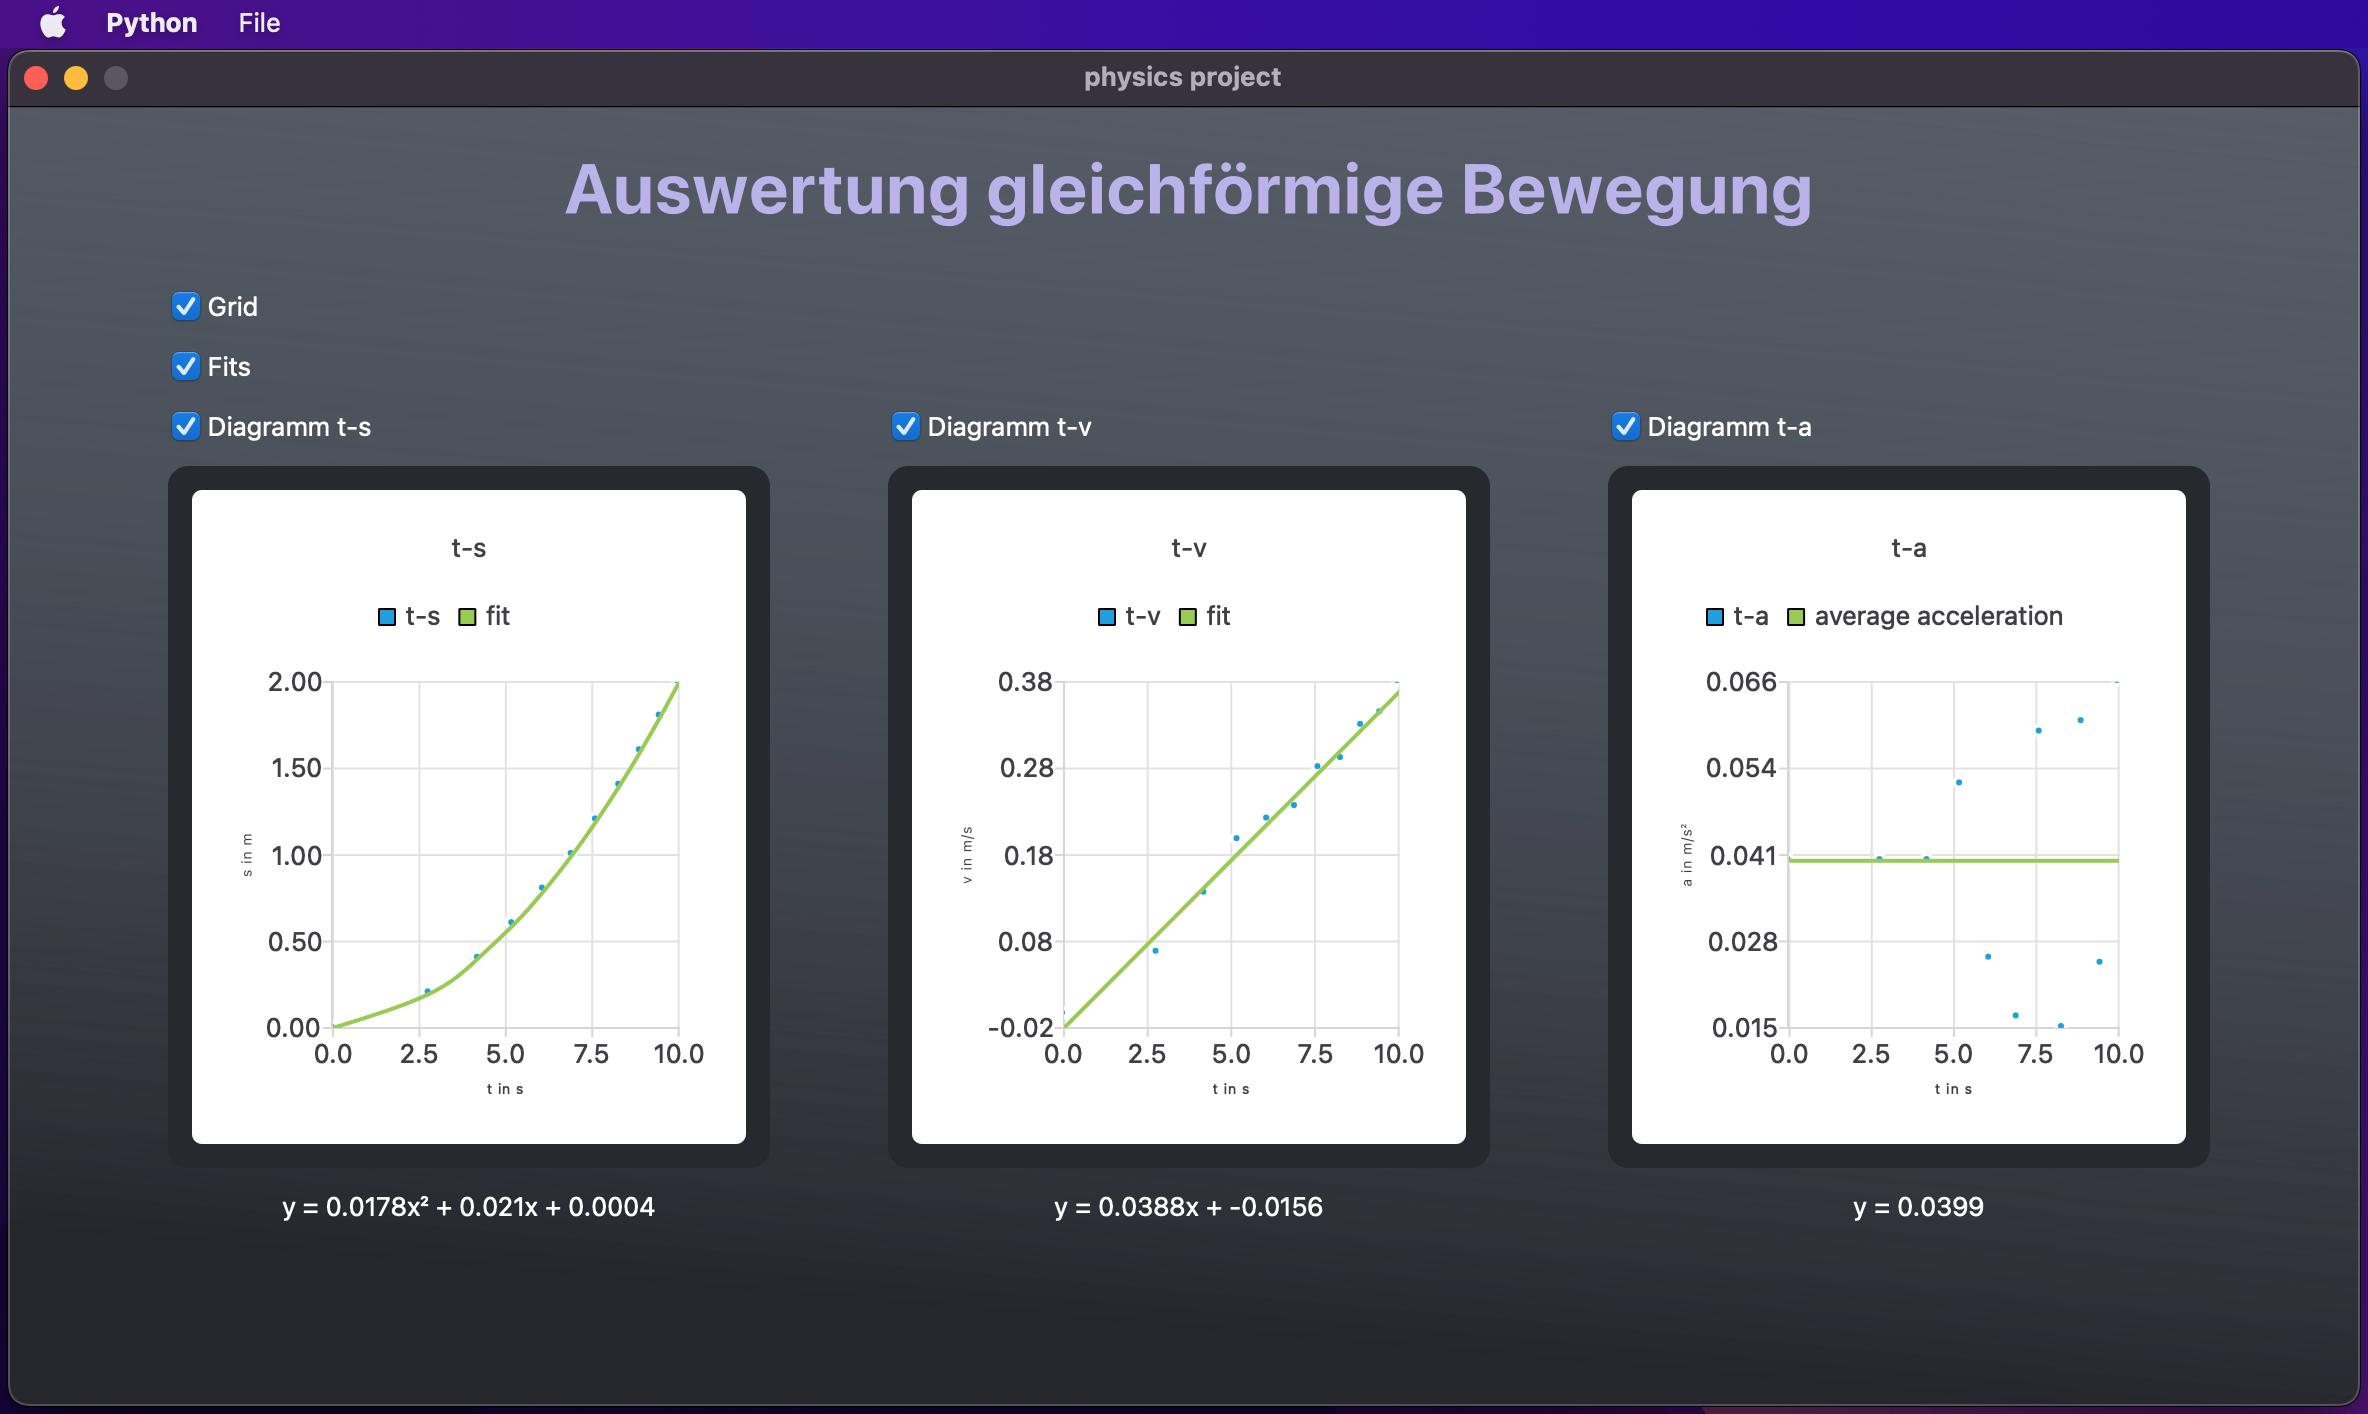 Python File
physics project
Auswertung gleichförmige Bewegung
Grid
Fits
Diagramm t-s
Diagramm t-v
Diagramm t-a
t-s
t-s fit
2.00
1.50
1.00
0.50
0.00
s in m
0.0 2.5 5.0 7.5 10.0
t in s
y = 0.0178x² + 0.021x + 0.0004
t-v
t-v fit
0.38
0.28
0.18
0.08
-0.02
v in m/s
0.0 2.5 5.0 7.5 10.0
t in s
y = 0.0388x + -0.0156
t-a
t-a average acceleration
0.066
0.054
0.041
0.028
0.015
a in m/s²
0.0 2.5 5.0 7.5 10.0
t in s
y = 0.0399